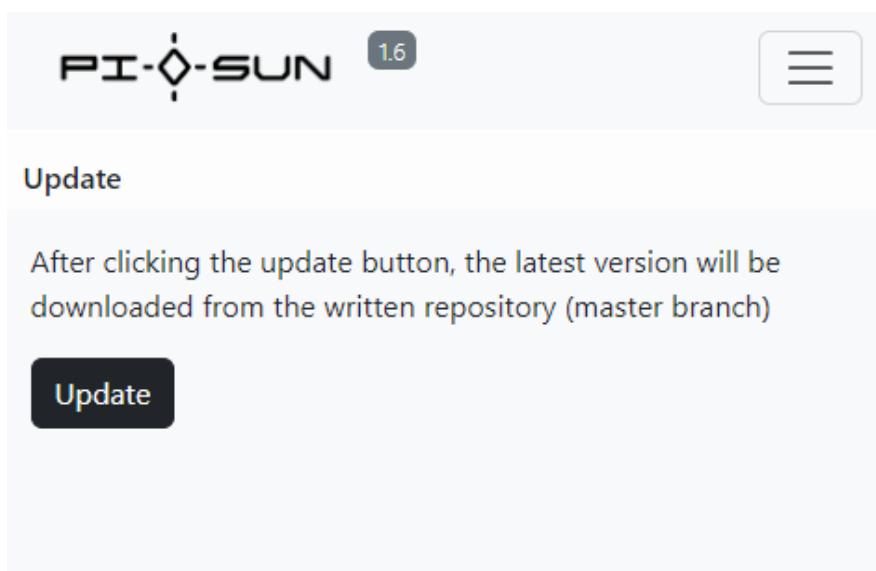 PI-SUN 1.6
Update
After clicking the update button, the latest version will be
downloaded from the written repository (master branch)
Update